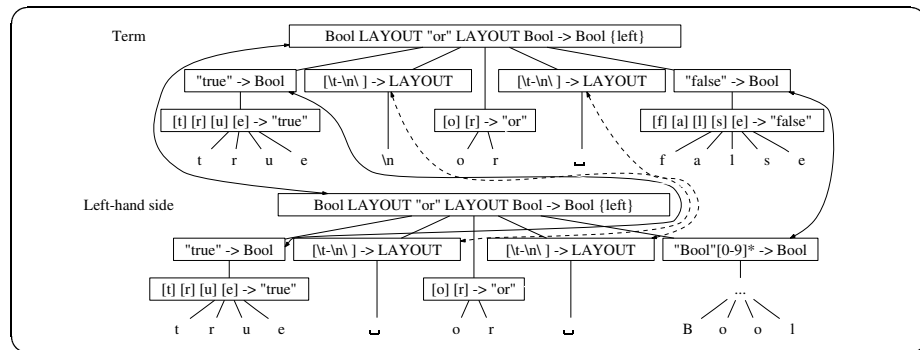 Term
Bool LAYOUT "or" LAYOUT Bool -> Bool {left}
"true" -> Bool [\t-\n\ ] -> LAYOUT [\t-\n\ ] -> LAYOUT "false" -> Bool
[t] [r] [u] [e] -> "true" [o] [r] -> "or" [f] [a] [l] [s] [e] -> "false"
t r u e \n o r ␣ f a l s e
Left-hand side
Bool LAYOUT "or" LAYOUT Bool -> Bool {left}
"true" -> Bool [\t-\n\ ] -> LAYOUT [\t-\n\ ] -> LAYOUT "Bool"[0-9]* -> Bool
[t] [r] [u] [e] -> "true" [o] [r] -> "or" ...
t r u e ␣ o r ␣ B o o l